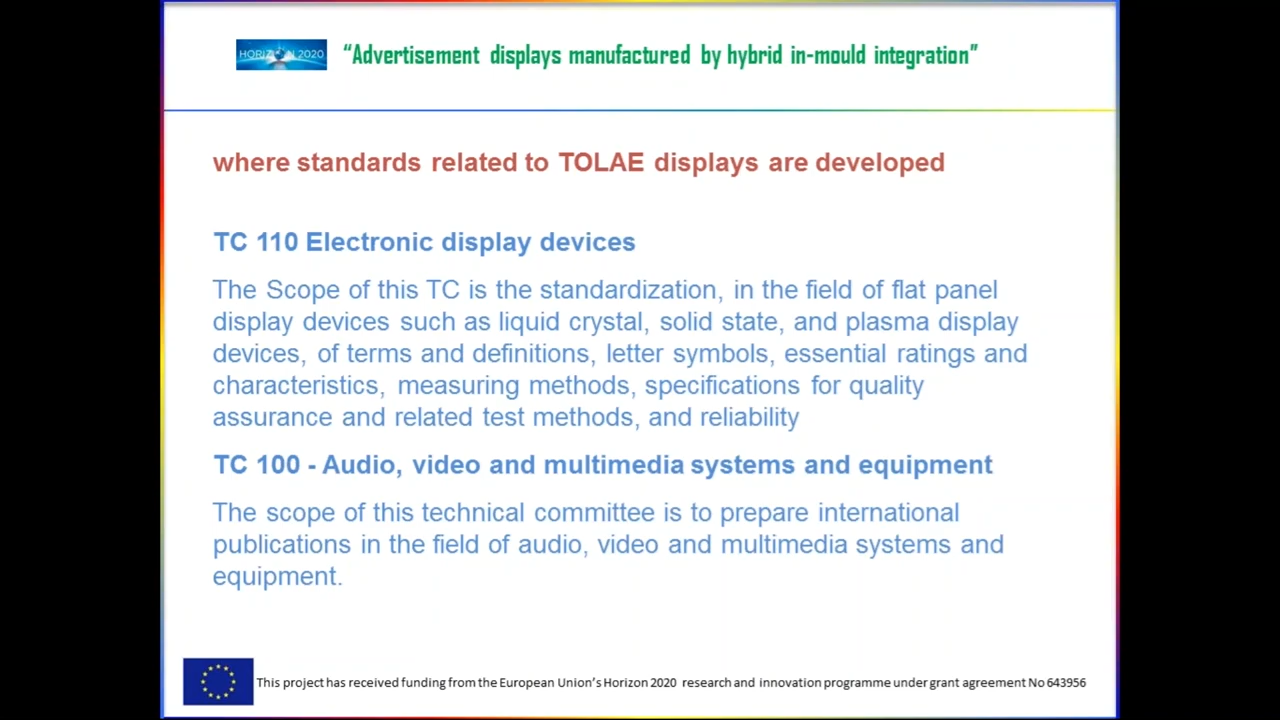 HORIZON 2020
“Advertisement displays manufactured by hybrid in-mould integration”
where standards related to TOLAE displays are developed
TC 110 Electronic display devices
The Scope of this TC is the standardization, in the field of flat panel
display devices such as liquid crystal, solid state, and plasma display
devices, of terms and definitions, letter symbols, essential ratings and
characteristics, measuring methods, specifications for quality
assurance and related test methods, and reliability
TC 100 - Audio, video and multimedia systems and equipment
The scope of this technical committee is to prepare international
publications in the field of audio, video and multimedia systems and
equipment.
This project has received funding from the European Union’s Horizon 2020 research and innovation programme under grant agreement No 643956